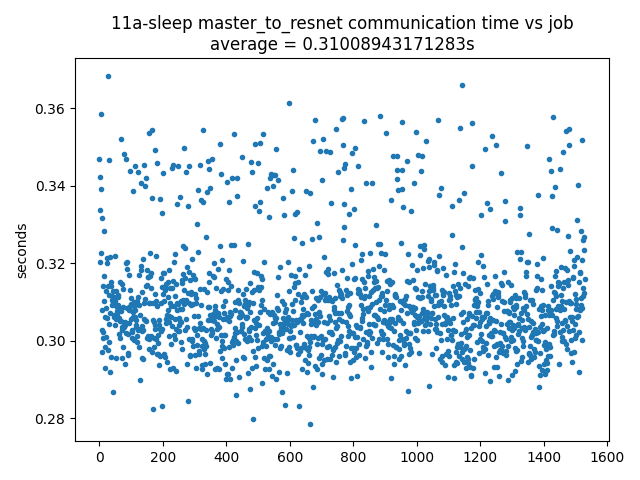 11a-sleep master_to_resnet communication time vs job
average = 0.31008943171283s
seconds
0.36
0.34
0.32
0.30
0.28
0 200 400 600 800 1000 1200 1400 1600